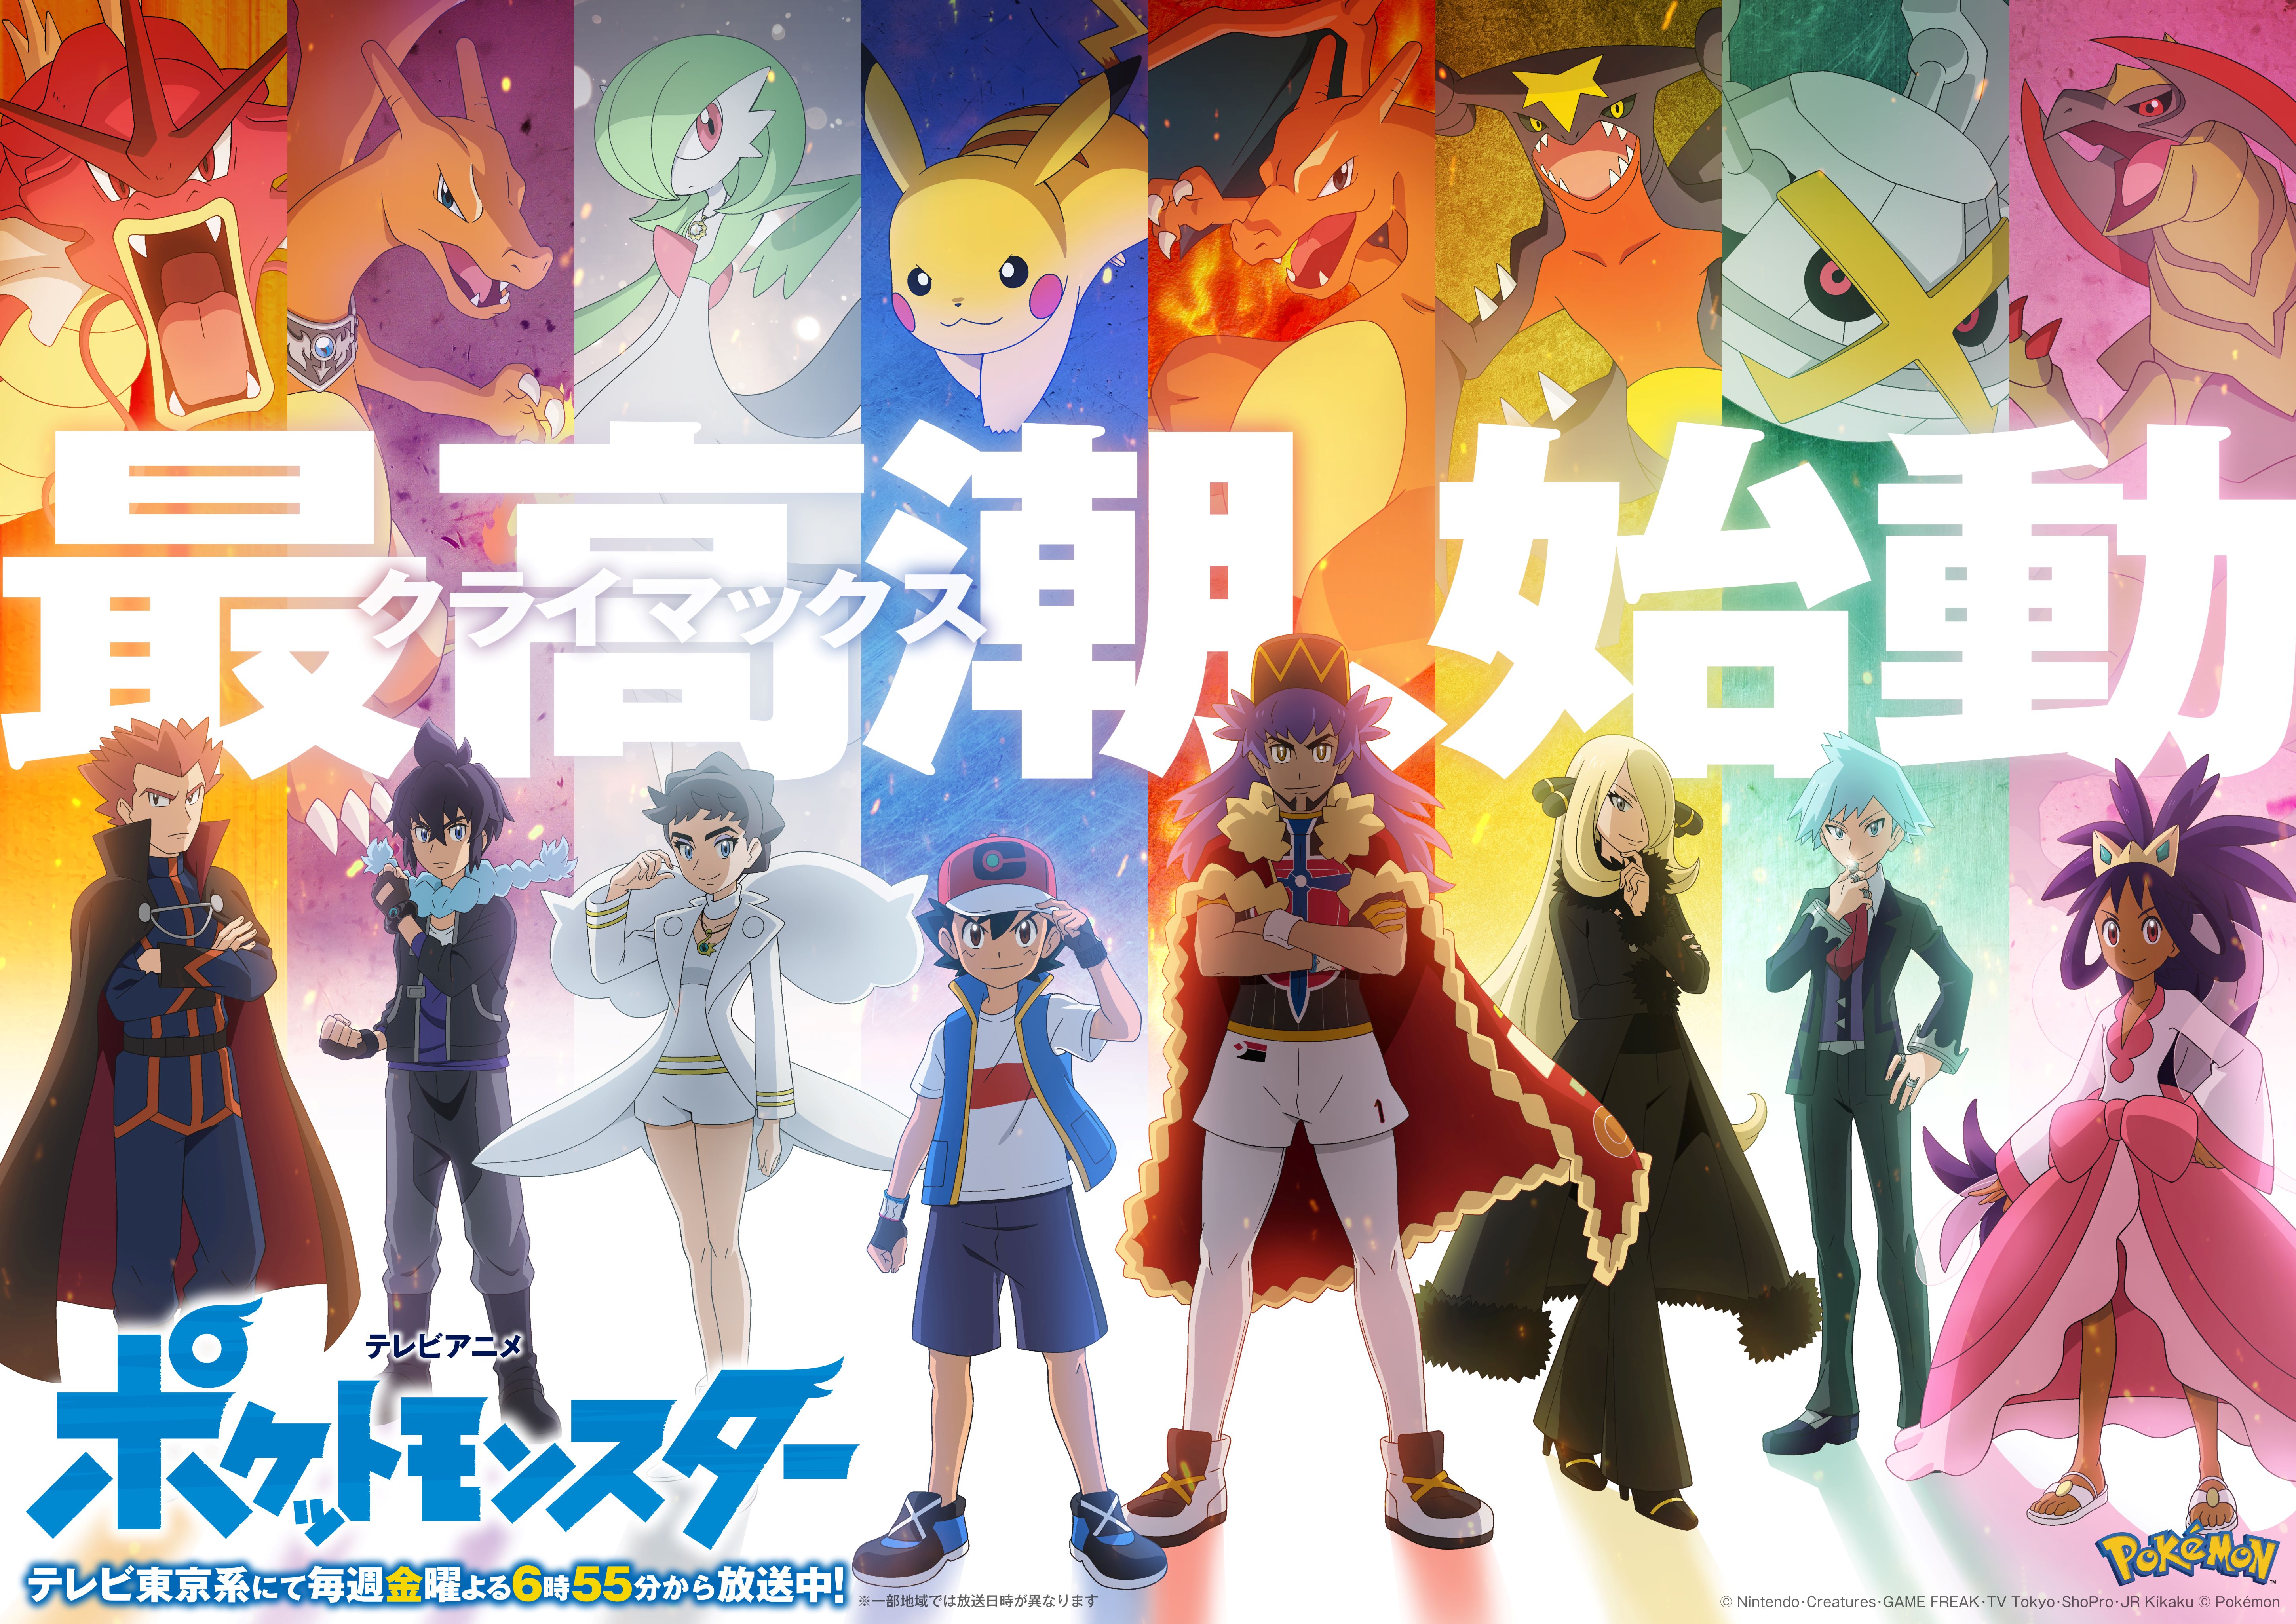 最高潮、始動
クライマックス
テレビアニメ
ポケットモンスター
テレビ東京系にて毎週金曜よる6時55分から放送中!
※一部地域では放送日時が異なります
1
POKéMON™
© Nintendo･Creatures･GAME FREAK･TV Tokyo･ShoPro･JR Kikaku © Pokémon